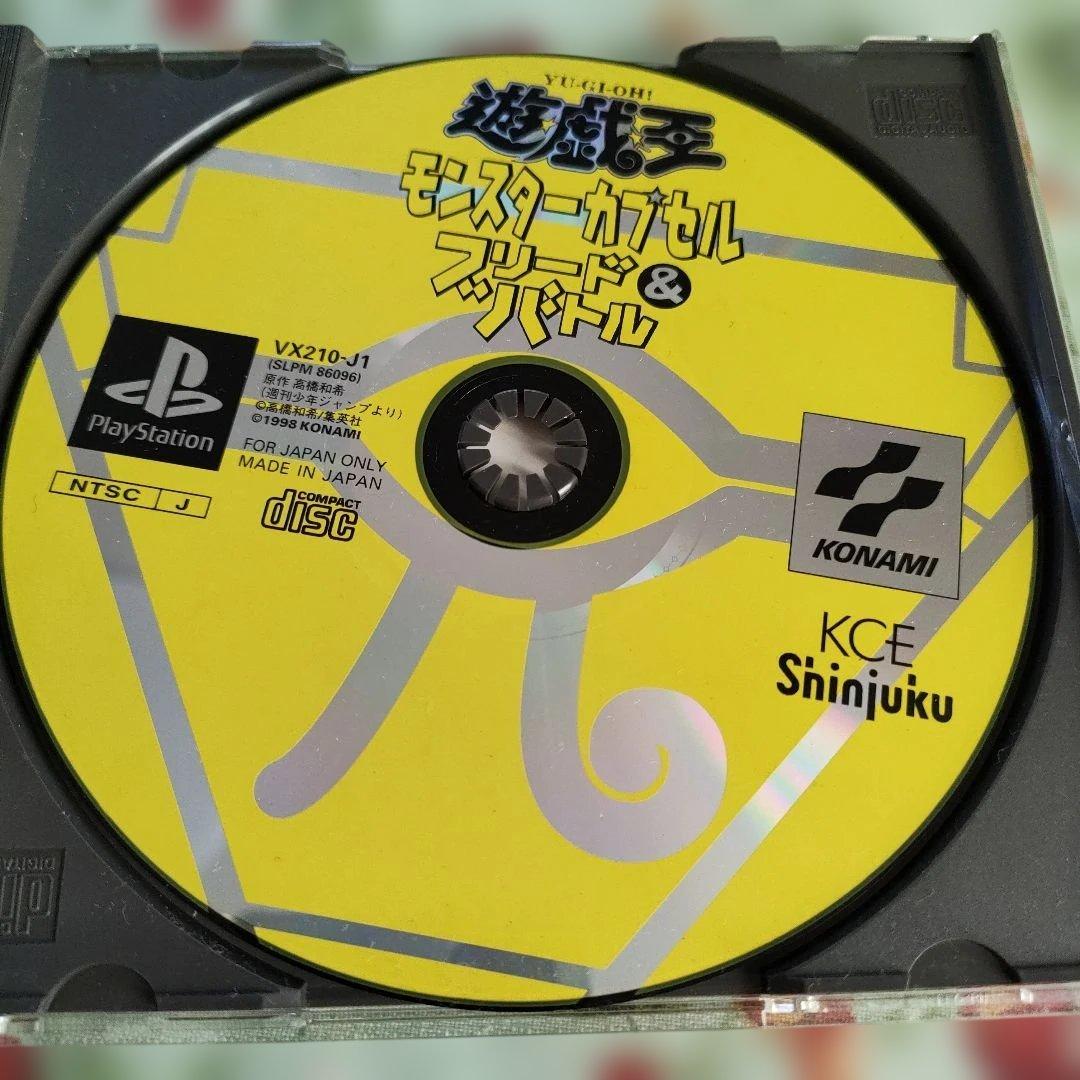 YU-GI-OH!
遊戯王
モンスターカプセル
ブリード&
バトル
PlayStation
VX210-J1
(SLPM 86096)
原作 高橋和希
(週刊少年ジャンプより)
©高橋和希/集英社
©1998 KONAMI
FOR JAPAN ONLY
MADE IN JAPAN
NTSC J
COMPACT
disc
KONAMI
KCE
Shinjuku
disc